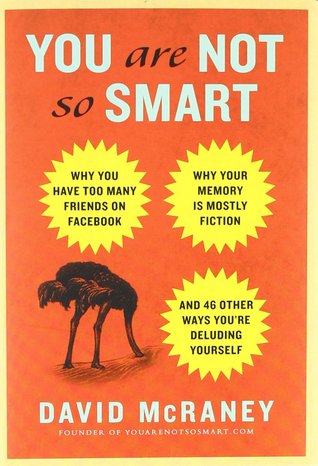 YOU are NOT
so SMART
WHY YOU
HAVE TOO MANY
FRIENDS ON
FACEBOOK
WHY YOUR
MEMORY
IS MOSTLY
FICTION
AND 46 OTHER
WAYS YOU'RE
DELUDING
YOURSELF
DAVID McRANEY
FOUNDER OF YOUARENOTSOSMART.COM